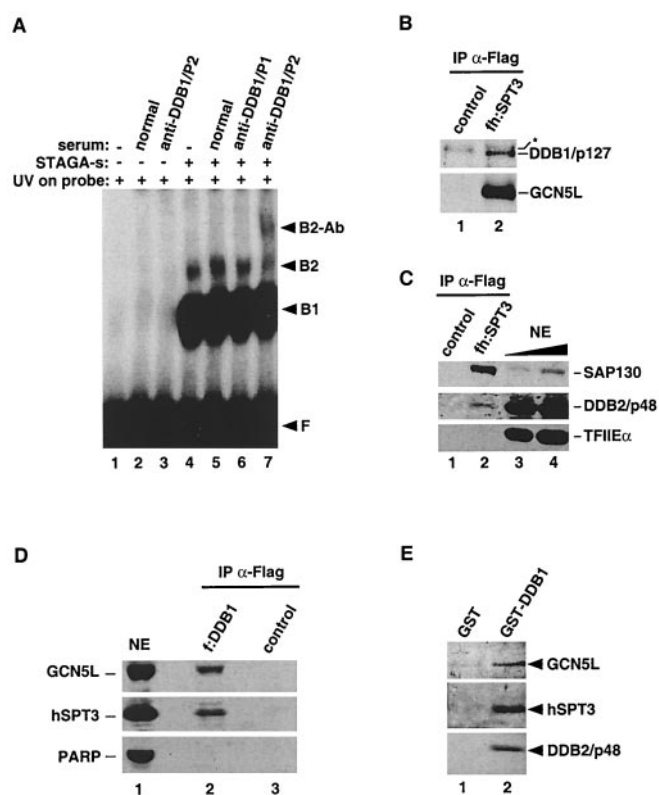 A
normal
anti-DDB1/P2
normal
anti-DDB1/P1
anti-DDB1/P2
serum: - -
STAGA-s: - - - + + + +
UV on probe: + + + + + + +
B2-Ab
B2
B1
F
1 2 3 4 5 6 7
B
IP α-Flag
control
fh:SPT3
*
DDB1/p127
GCN5L
1 2
C
IP α-Flag
control
fh:SPT3
NE
SAP130
DDB2/p48
TFIIEα
1 2 3 4
D
IP α-Flag
NE
f:DDB1
control
GCN5L
hSPT3
PARP
1 2 3
E
GST
GST-DDB1
GCN5L
hSPT3
DDB2/p48
1 2